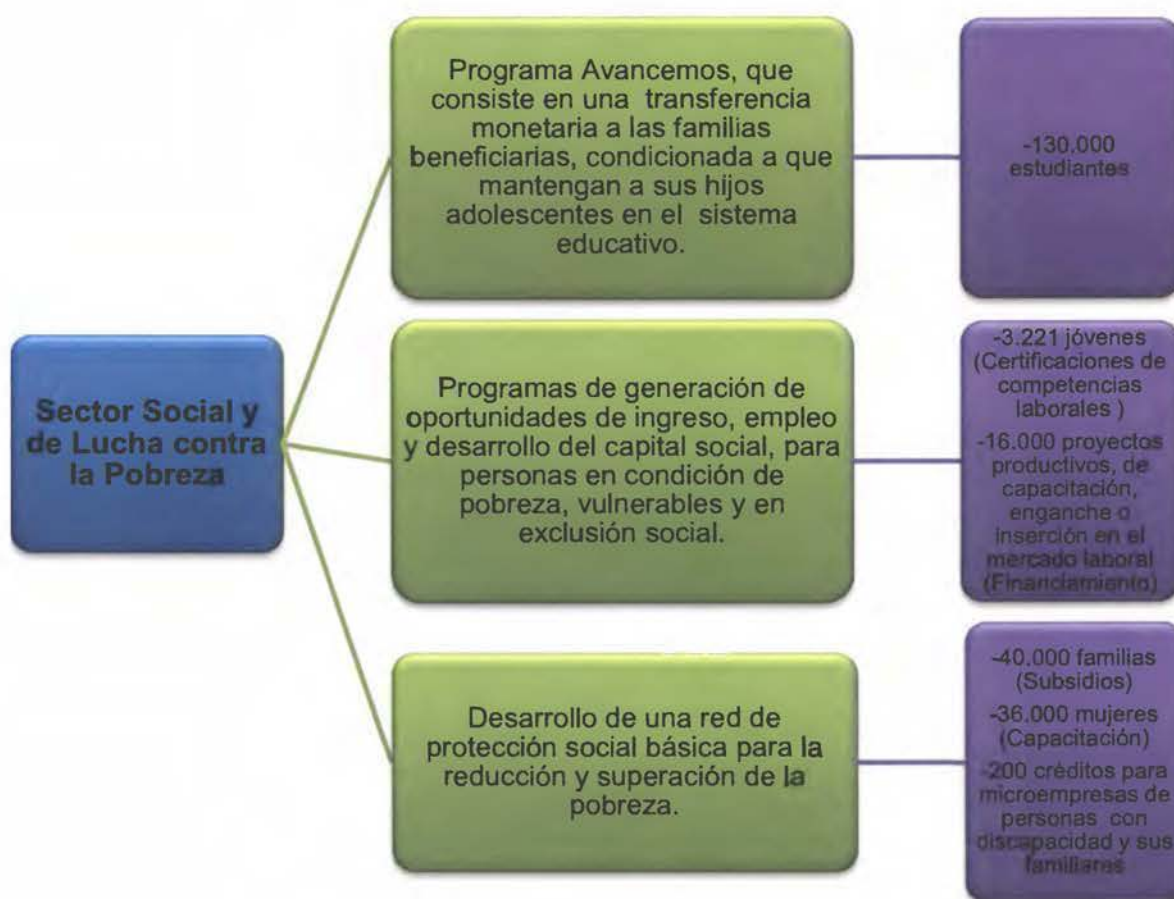 Sector Social y
de Lucha contra
la Pobreza
Programa Avancemos, que
consiste en una transferencia
monetaria a las familias
beneficiarias, condicionada a que
mantengan a sus hijos
adolescentes en el sistema
educativo.
-130.000
estudiantes
Programas de generación de
oportunidades de ingreso, empleo
y desarrollo del capital social, para
personas en condición de
pobreza, vulnerables y en
exclusión social.
-3.221 jóvenes
(Certificaciones de
competencias
laborales )
-16.000 proyectos
productivos, de
capacitación,
enganche o
inserción en el
mercado laboral
(Financiamiento)
Desarrollo de una red de
protección social básica para la
reducción y superación de la
pobreza.
-40.000 familias
(Subsidios)
-36.000 mujeres
(Capacitación)
-200 créditos para
microempresas de
personas con
discapacidad y sus
familiares